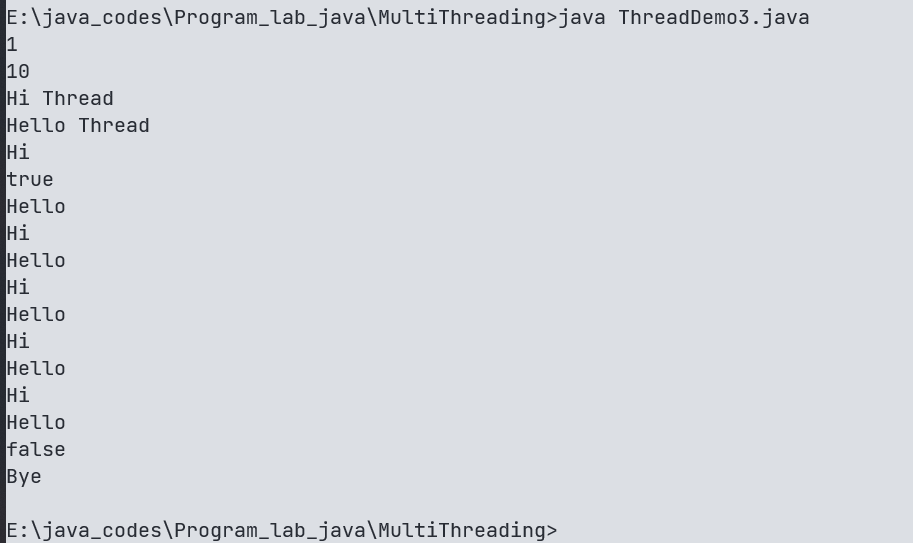 E:\java_codes\Program_lab_java\MultiThreading>java ThreadDemo3.java
1
10
Hi Thread
Hello Thread
Hi
true
Hello
Hi
Hello
Hi
Hello
Hi
Hello
Hi
Hello
false
Bye
E:\java_codes\Program_lab_java\MultiThreading>